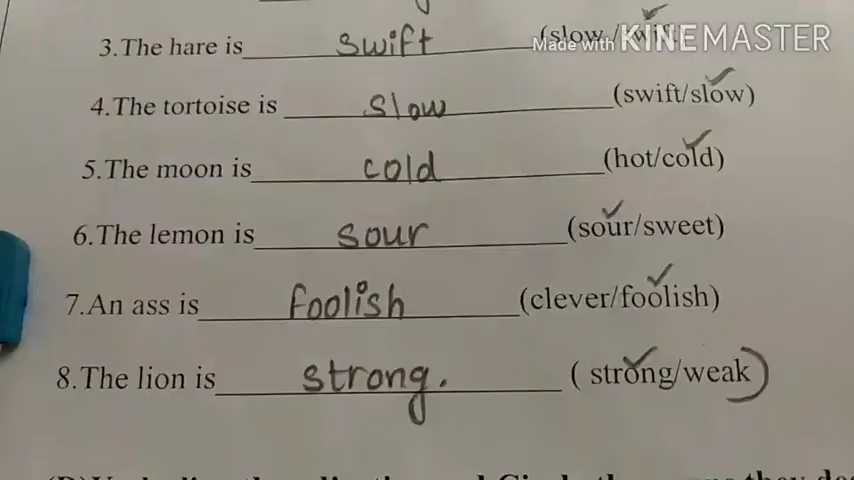 3.The hare is swift (slow /
Made with KINEMASTER
4.The tortoise is slow (swift/slow)
5.The moon is cold (hot/cold)
6.The lemon is sour (sour/sweet)
7.An ass is foolish (clever/foolish)
8.The lion is strong. ( strong/weak)